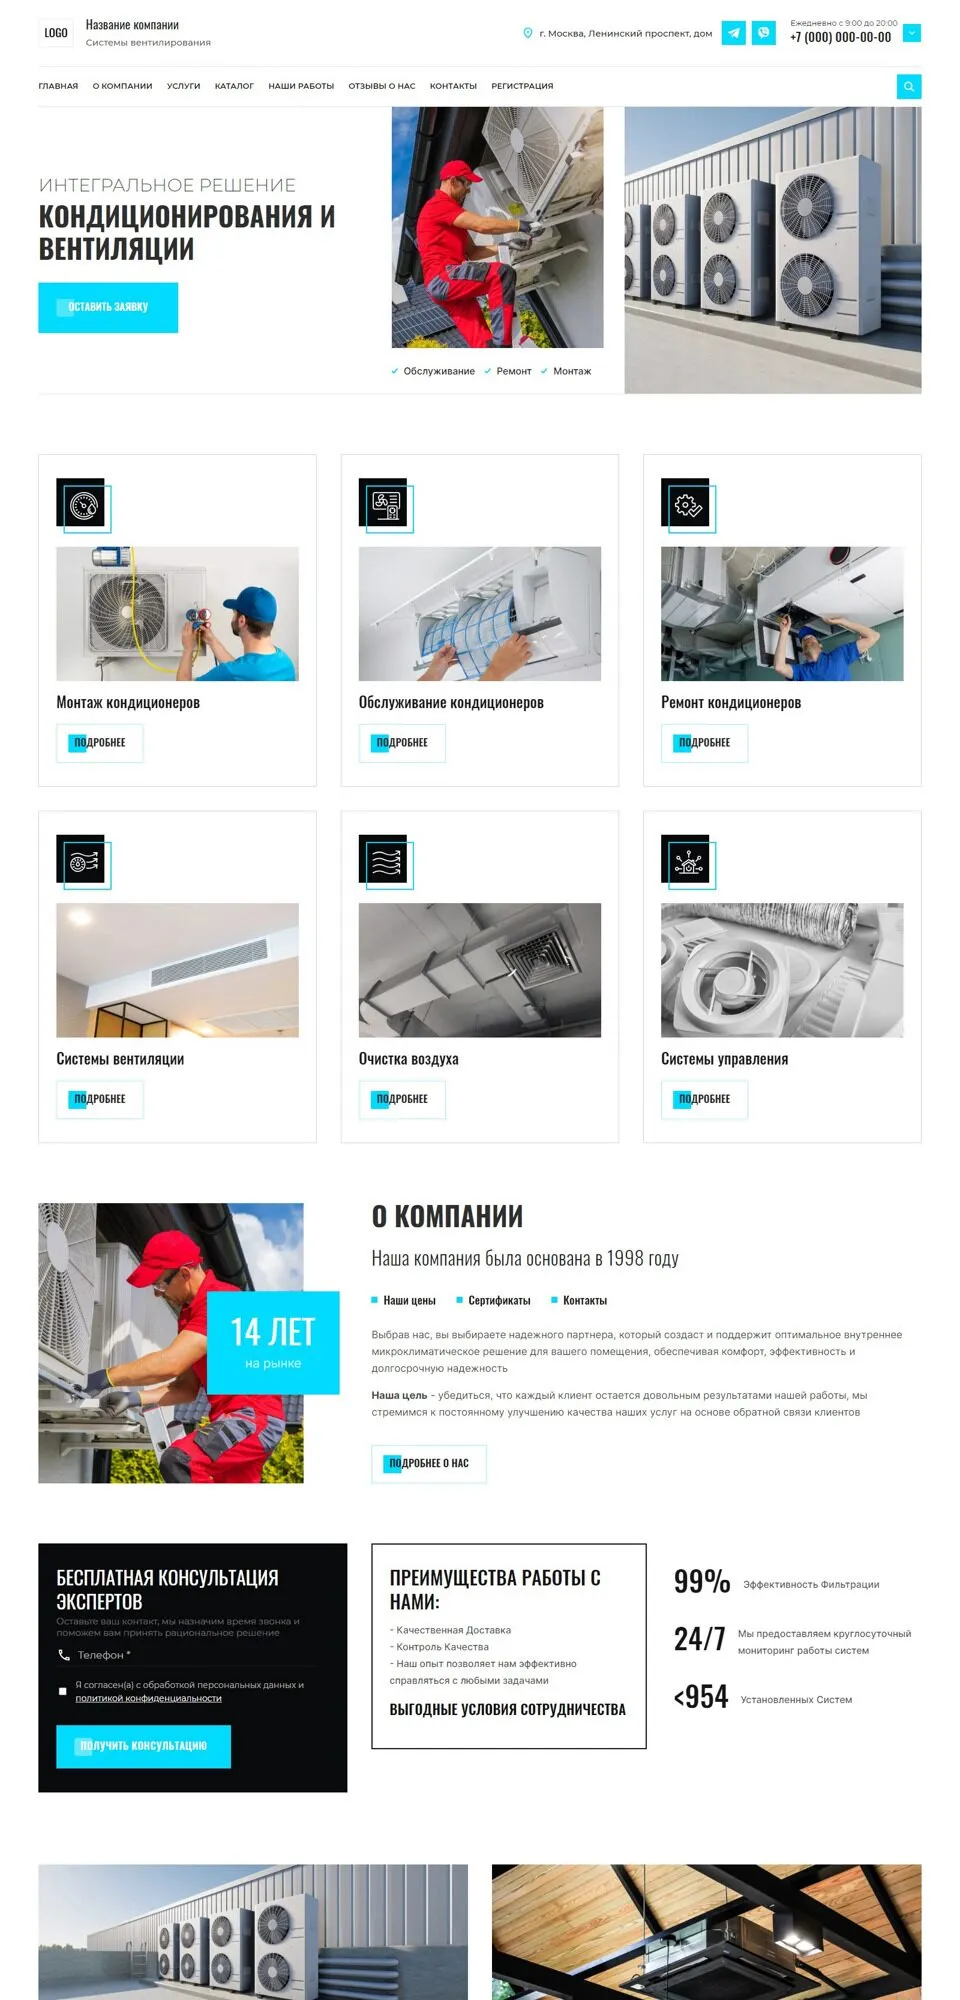 LOGO
Название компании
Системы вентилирования
г. Москва, Ленинский проспект, дом
Ежедневно с 9:00 до 20:00
+7 (000) 000-00-00
ГЛАВНАЯ О КОМПАНИИ УСЛУГИ КАТАЛОГ НАШИ РАБОТЫ ОТЗЫВЫ О НАС КОНТАКТЫ РЕГИСТРАЦИЯ
ИНТЕГРАЛЬНОЕ РЕШЕНИЕ
КОНДИЦИОНИРОВАНИЯ И
ВЕНТИЛЯЦИИ
ОСТАВИТЬ ЗАЯВКУ
Обслуживание Ремонт Монтаж
Монтаж кондиционеров
ПОДРОБНЕЕ
Обслуживание кондиционеров
ПОДРОБНЕЕ
Ремонт кондиционеров
ПОДРОБНЕЕ
Системы вентиляции
ПОДРОБНЕЕ
Очистка воздуха
ПОДРОБНЕЕ
Системы управления
ПОДРОБНЕЕ
14 ЛЕТ
на рынке
О КОМПАНИИ
Наша компания была основана в 1998 году
Наши цены Сертификаты Контакты
Выбрав нас, вы выбираете надежного партнера, который создаст и поддержит оптимальное внутреннее
микроклиматическое решение для вашего помещения, обеспечивая комфорт, эффективность и
долгосрочную надежность
Наша цель - убедиться, что каждый клиент остается довольным результатами нашей работы, мы
стремимся к постоянному улучшению качества наших услуг на основе обратной связи клиентов
ПОДРОБНЕЕ О НАС
БЕСПЛАТНАЯ КОНСУЛЬТАЦИЯ
ЭКСПЕРТОВ
Оставьте ваш контакт, мы назначим время звонка и
поможем вам принять рациональное решение
Телефон *
Я согласен(а) с обработкой персональных данных и
политикой конфиденциальности
ПОЛУЧИТЬ КОНСУЛЬТАЦИЮ
ПРЕИМУЩЕСТВА РАБОТЫ С
НАМИ:
- Качественная Доставка
- Контроль Качества
- Наш опыт позволяет нам эффективно
справляться с любыми задачами
ВЫГОДНЫЕ УСЛОВИЯ СОТРУДНИЧЕСТВА
99% Эффективность Фильтрации
24/7 Мы предоставляем круглосуточный
мониторинг работы систем
<954 Установленных Систем